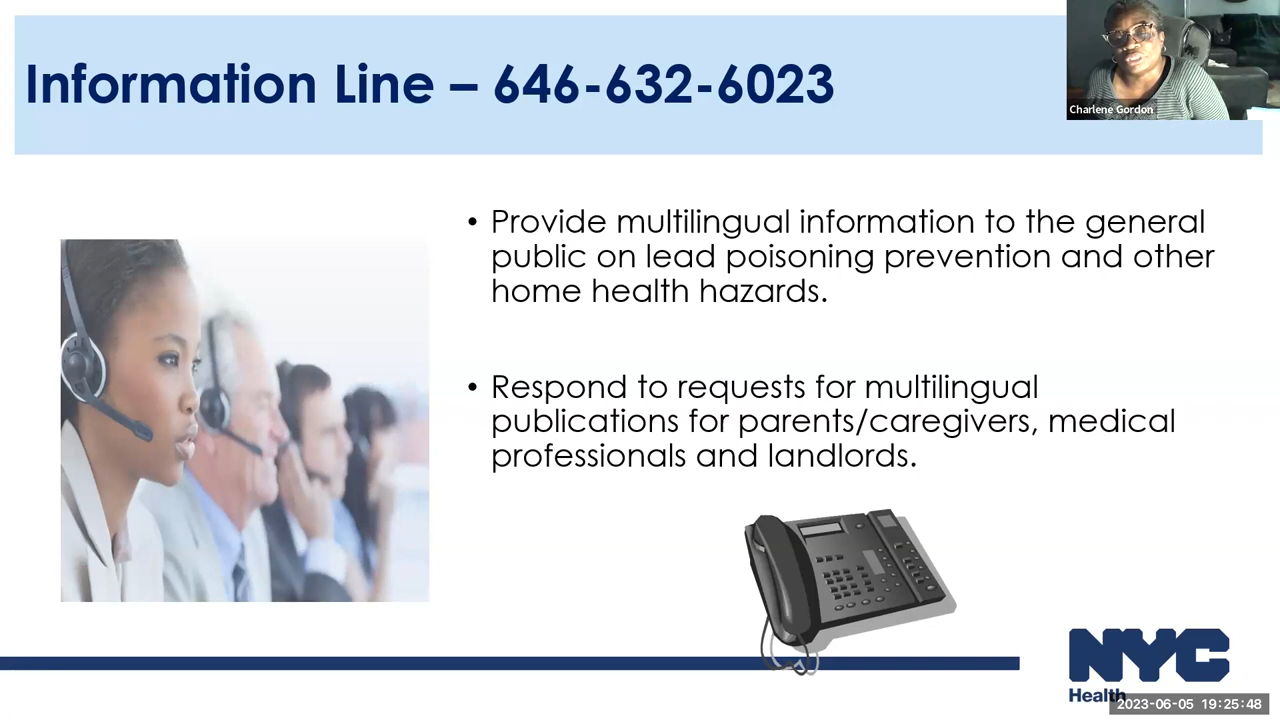 Information Line – 646-632-6023
Charlene Gordon
• Provide multilingual information to the general
public on lead poisoning prevention and other
home health hazards.
• Respond to requests for multilingual
publications for parents/caregivers, medical
professionals and landlords.
NYC
Health
2023-06-05 19:25:48